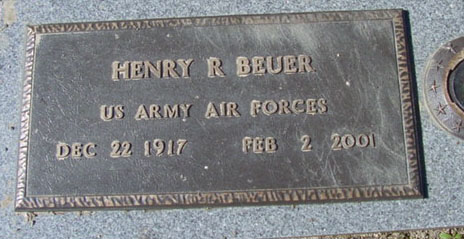 HENRY R BEUER
US ARMY AIR FORCES
DEC 22 1917 FEB 2 2001